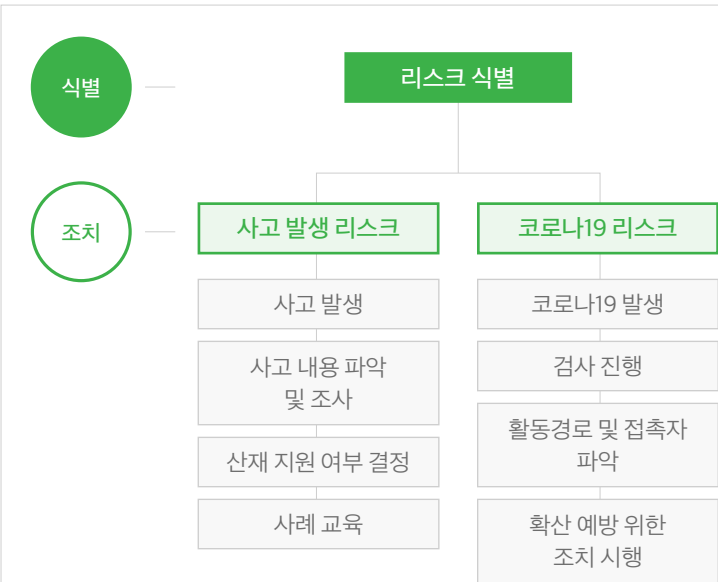 식별
리스크 식별
조치
사고 발생 리스크
사고 발생
사고 내용 파악
및 조사
산재 지원 여부 결정
사례 교육
코로나19 리스크
코로나19 발생
검사 진행
활동경로 및 접촉자
파악
확산 예방 위한
조치 시행